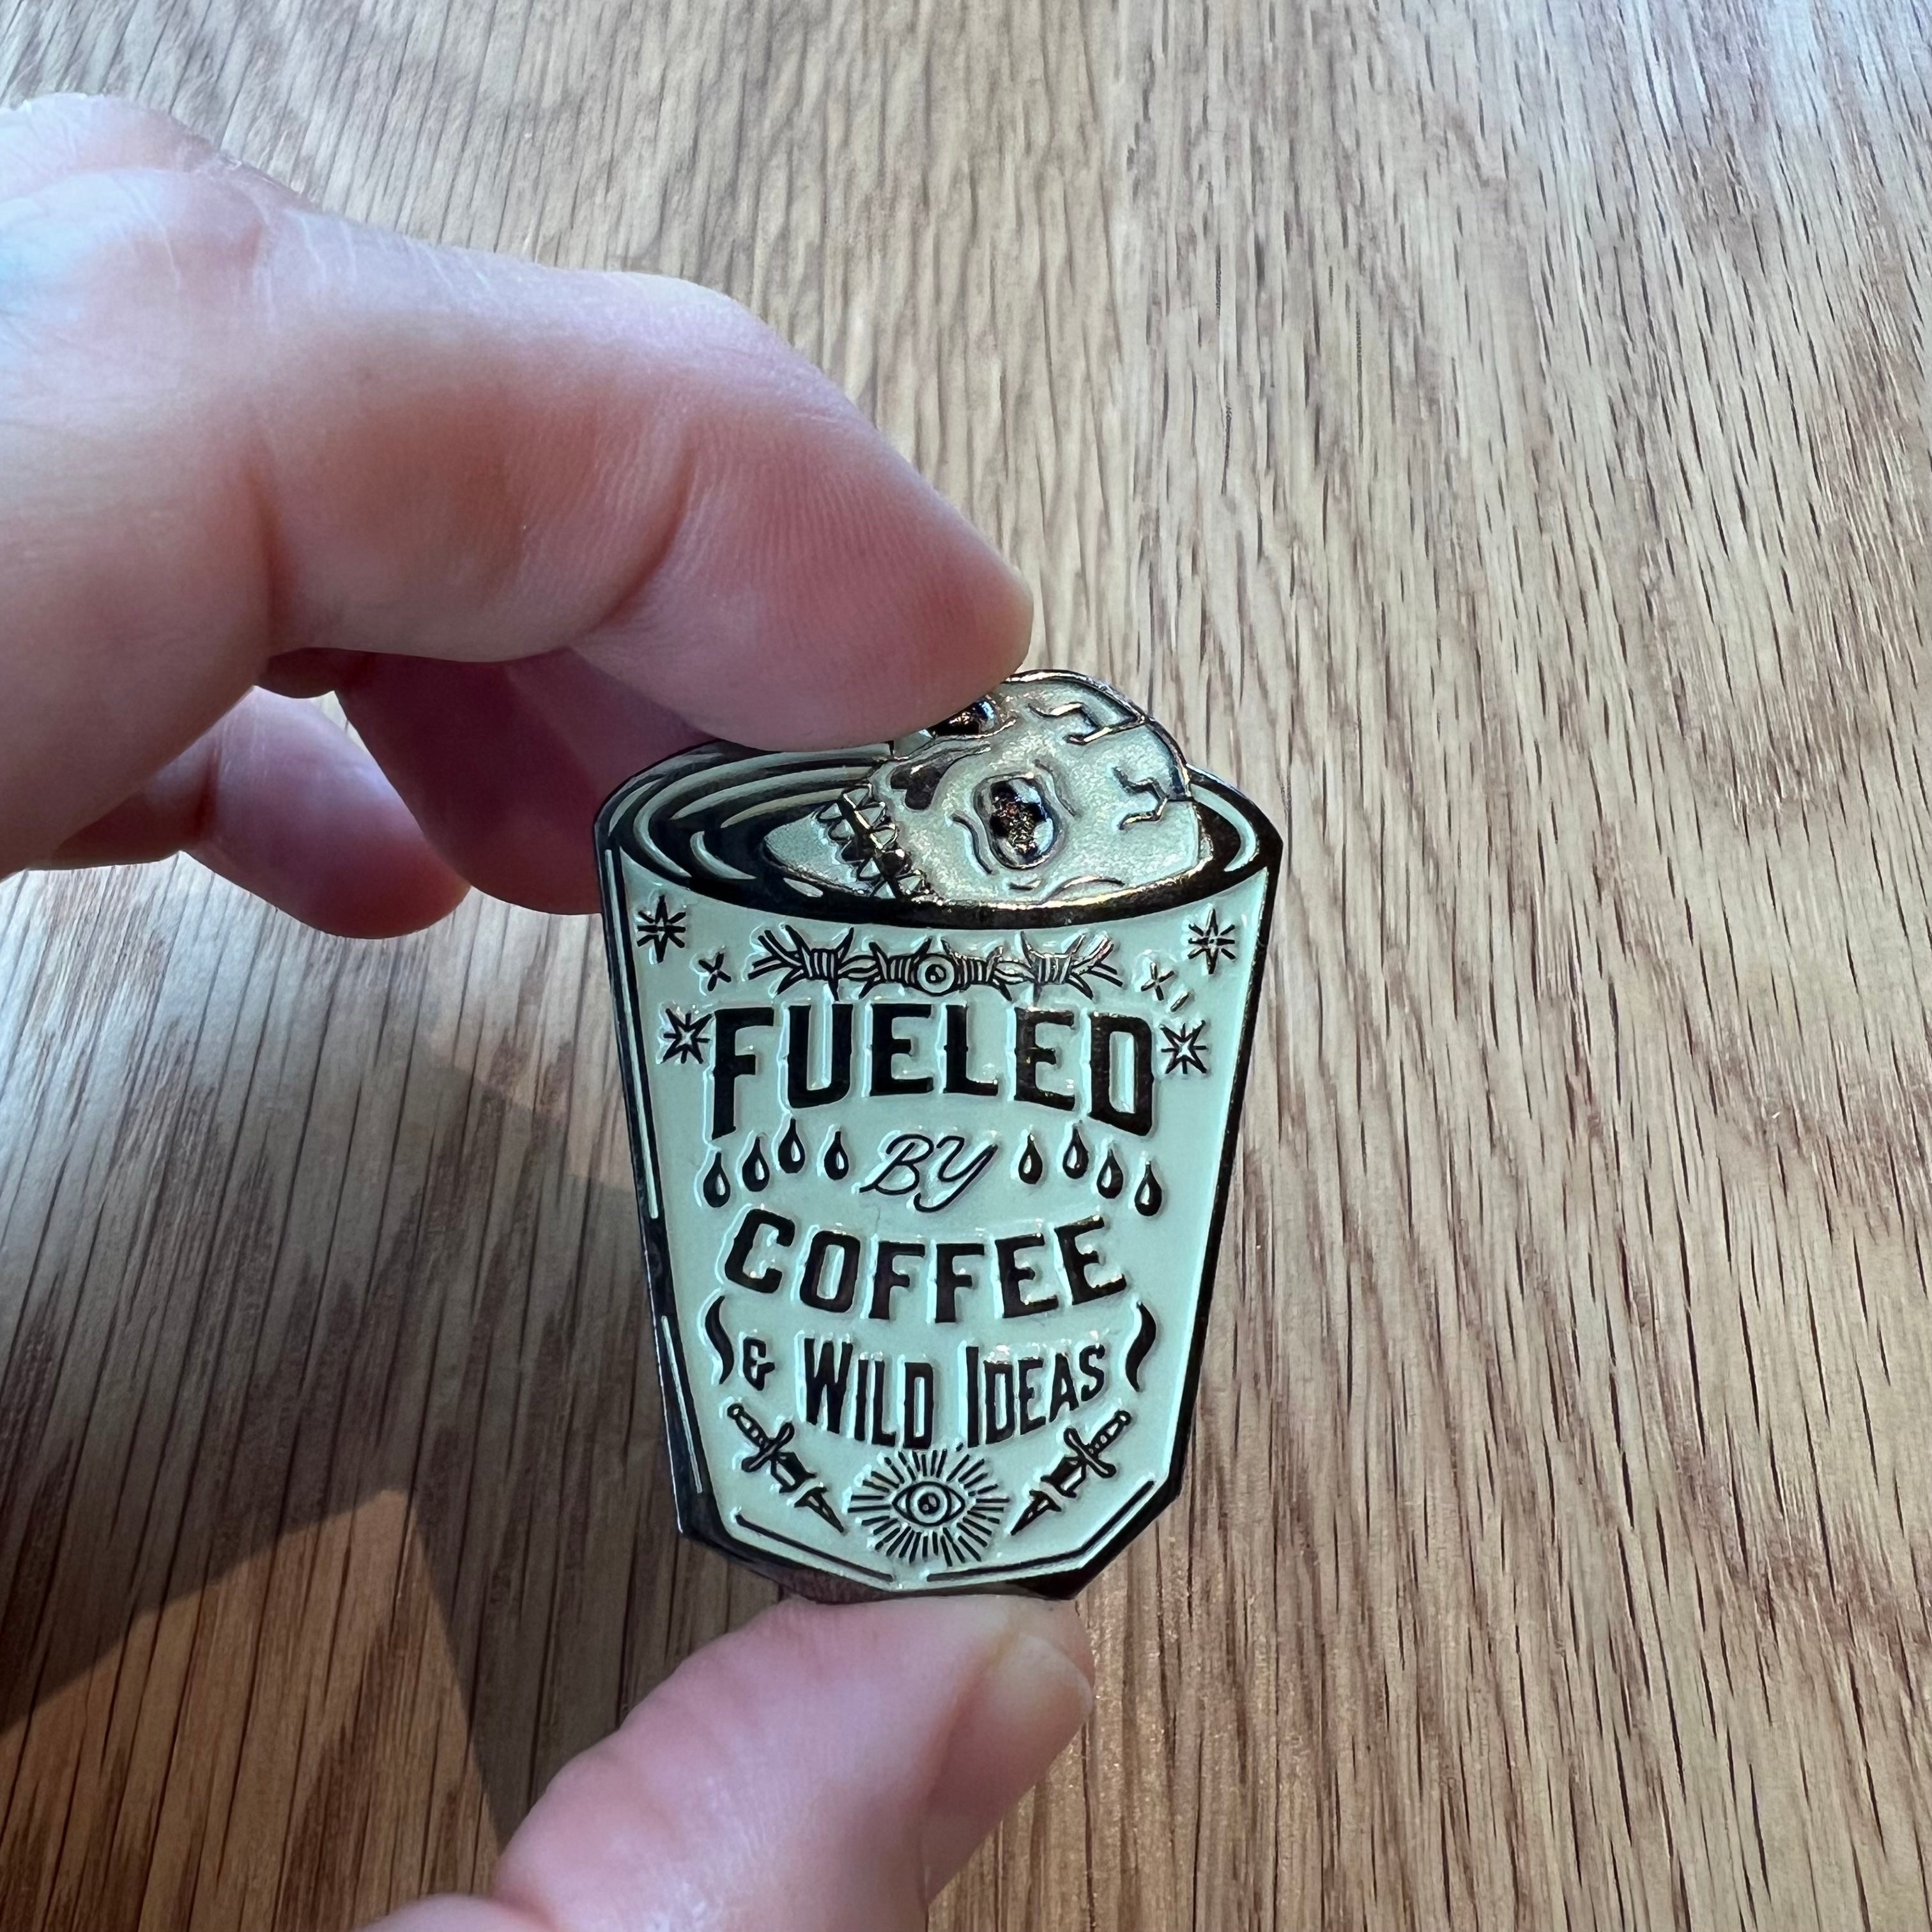 FUELED
BY
COFFEE
& WILD IDEAS